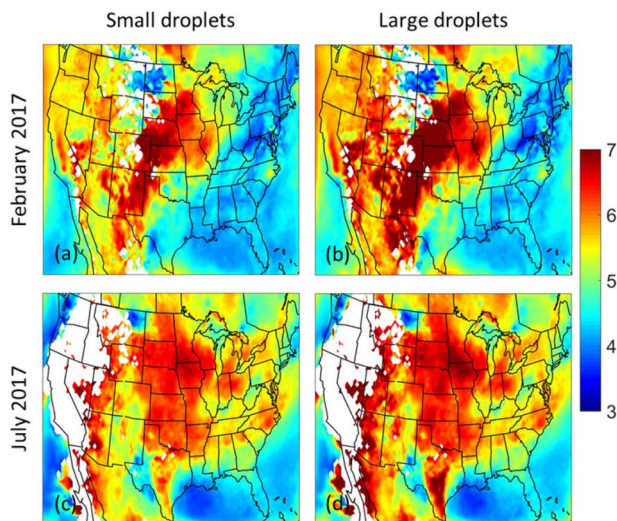 Small droplets Large droplets
February 2017
(a) (b)
7
6
5
4
3
July 2017
(c) (d)